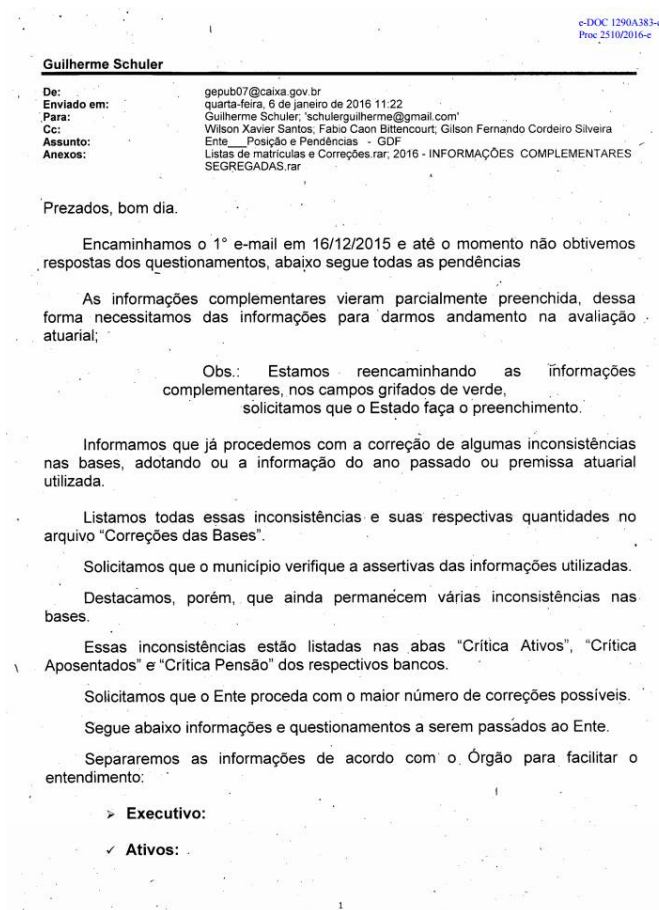 e-DOC 1290A383-e
Proc 2510/2016-e
Guilherme Schuler
De: gepub07@caixa.gov.br
Enviado em: quarta-feira, 6 de janeiro de 2016 11:22
Para: Guilherme Schuler; 'schulerguilherme@gmail.com'
Cc: Wilson Xavier Santos; Fabio Caon Bittencourt; Gilson Fernando Cordeiro Silveira
Assunto: Ente___Posição e Pendências - GDF
Anexos: Listas de matrículas e Correções.rar; 2016 - INFORMAÇÕES COMPLEMENTARES
SEGREGADAS.rar
Prezados, bom dia.
Encaminhamos o 1° e-mail em 16/12/2015 e até o momento não obtivemos
respostas dos questionamentos, abaixo segue todas as pendências
As informações complementares vieram parcialmente preenchida, dessa
forma necessitamos das informações para darmos andamento na avaliação
atuarial;
Obs.: Estamos reencaminhando as informações
complementares, nos campos grifados de verde,
solicitamos que o Estado faça o preenchimento.
Informamos que já procedemos com a correção de algumas inconsistências
nas bases, adotando ou a informação do ano passado ou premissa atuarial
utilizada.
Listamos todas essas inconsistências e suas respectivas quantidades no
arquivo “Correções das Bases”.
Solicitamos que o município verifique a assertivas das informações utilizadas.
Destacamos, porém, que ainda permanecem várias inconsistências nas
bases.
Essas inconsistências estão listadas nas abas “Crítica Ativos”, “Crítica
Aposentados” e “Crítica Pensão” dos respectivos bancos.
Solicitamos que o Ente proceda com o maior número de correções possíveis.
Segue abaixo informações e questionamentos a serem passados ao Ente.
Separaremos as informações de acordo com o Órgão para facilitar o
entendimento:
➢ Executivo:
✓ Ativos:
1